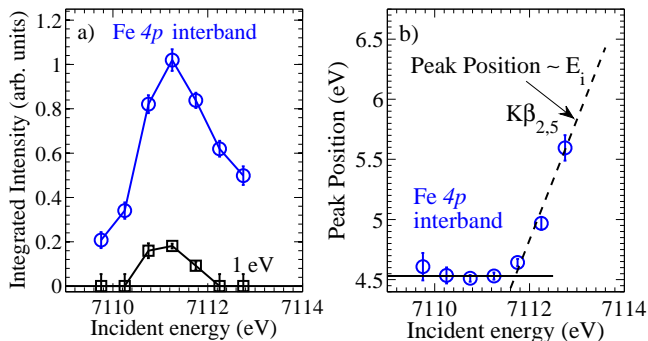 a)
Fe 4p interband
1 eV
Integrated Intensity (arb. units)
0
0.2
0.4
0.6
0.8
1
1.2
7110
7112
7114
Incident energy (eV)
b)
Peak Position ~ Ei
Kβ2,5
Fe 4p
interband
Peak Position (eV)
4.5
5
5.5
6
6.5
7110
7112
7114
Incident energy (eV)